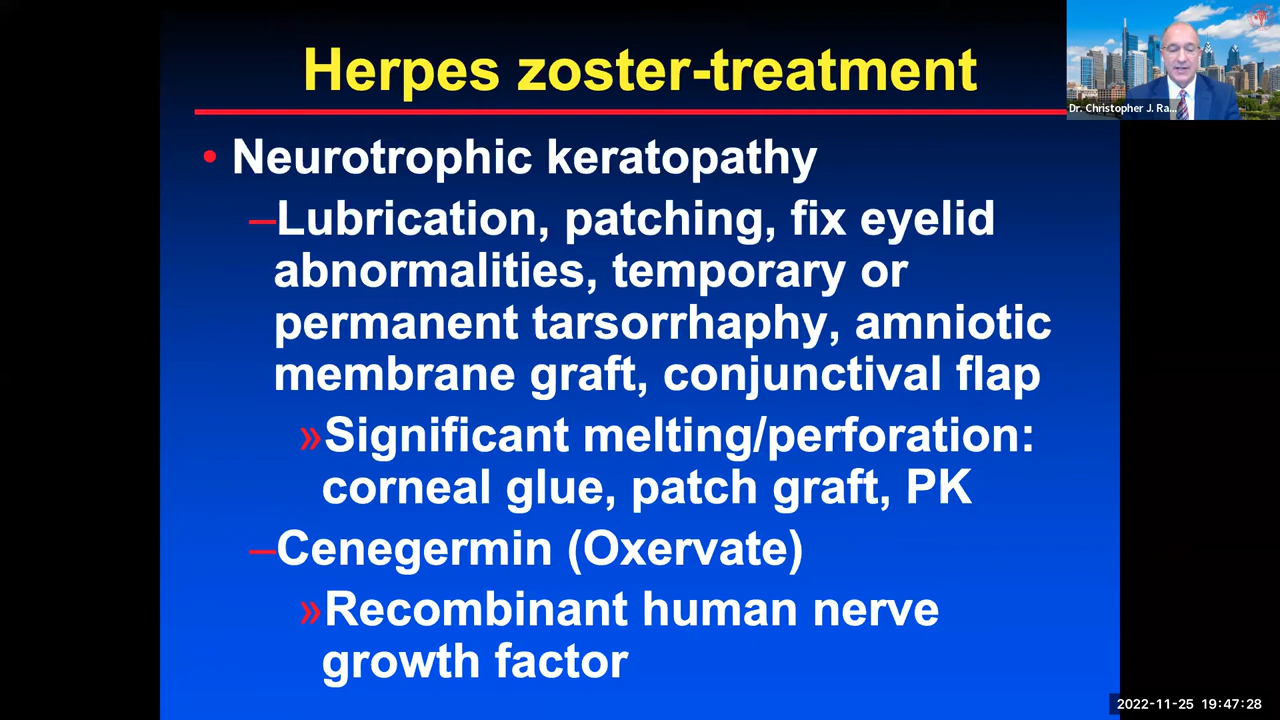 Herpes zoster-treatment
Dr. Christopher J. Ra...
• Neurotrophic keratopathy
–Lubrication, patching, fix eyelid
abnormalities, temporary or
permanent tarsorrhaphy, amniotic
membrane graft, conjunctival flap
»Significant melting/perforation:
corneal glue, patch graft, PK
–Cenegermin (Oxervate)
»Recombinant human nerve
growth factor
2022-11-25 19:47:28